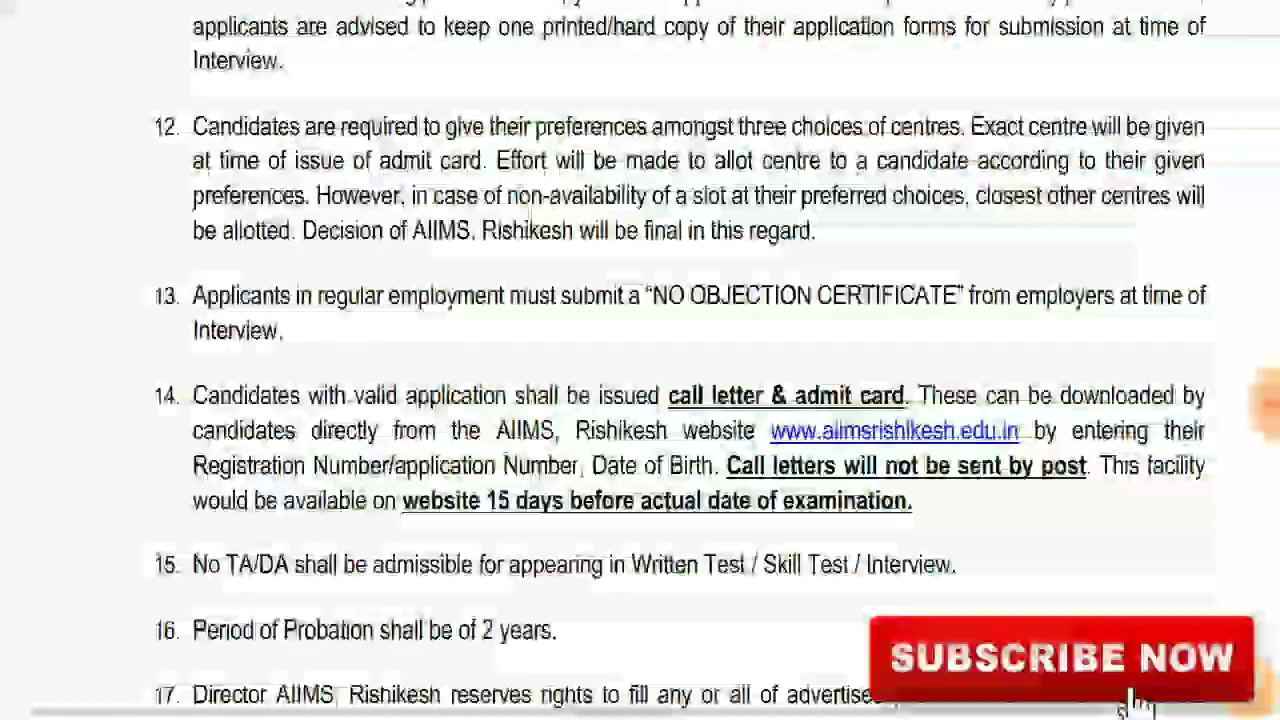 applicants are advised to keep one printed/hard copy of their application forms for submission at time of
Interview.
12. Candidates are required to give their preferences amongst three choices of centres. Exact centre will be given
at time of issue of admit card. Effort will be made to allot centre to a candidate according to their given
preferences. However, in case of non-availability of a slot at their preferred choices, closest other centres will
be allotted. Decision of AIIMS, Rishikesh will be final in this regard.
13. Applicants in regular employment must submit a “NO OBJECTION CERTIFICATE” from employers at time of
Interview.
14. Candidates with valid application shall be issued call letter & admit card. These can be downloaded by
candidates directly from the AIIMS, Rishikesh website www.aiimsrishikesh.edu.in by entering their
Registration Number/application Number, Date of Birth. Call letters will not be sent by post. This facility
would be available on website 15 days before actual date of examination.
15. No TA/DA shall be admissible for appearing in Written Test / Skill Test / Interview.
16. Period of Probation shall be of 2 years.
17. Director AIIMS, Rishikesh reserves rights to fill any or all of
SUBSCRIBE NOW